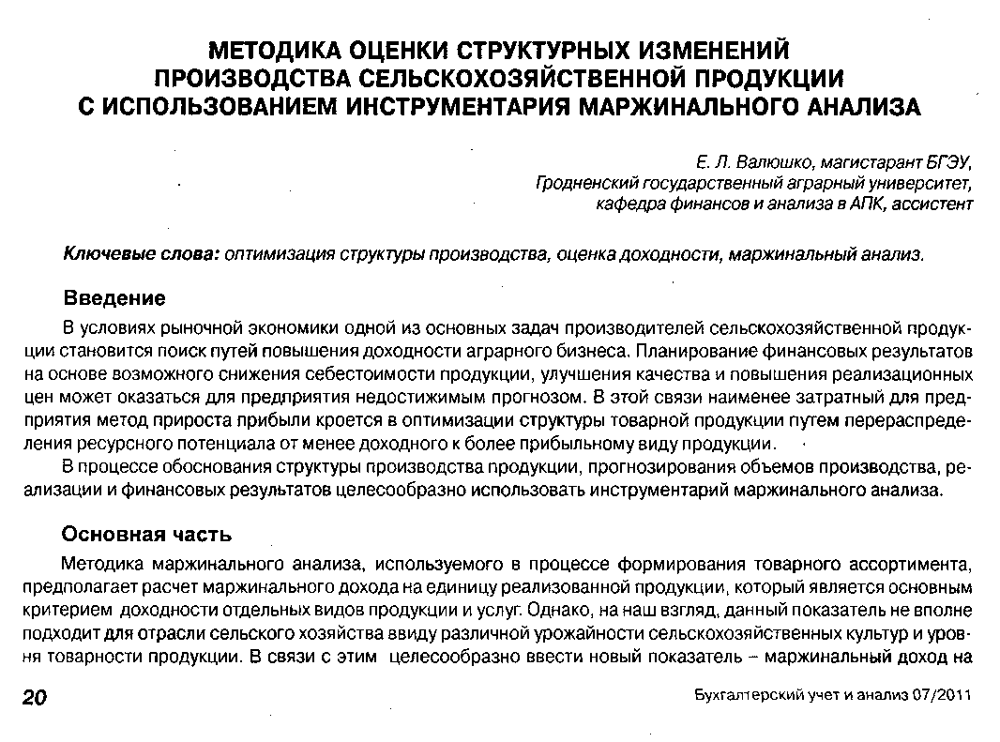 МЕТОДИКА ОЦЕНКИ СТРУКТУРНЫХ ИЗМЕНЕНИЙ
ПРОИЗВОДСТВА СЕЛЬСКОХОЗЯЙСТВЕННОЙ ПРОДУКЦИИ
С ИСПОЛЬЗОВАНИЕМ ИНСТРУМЕНТАРИЯ МАРЖИНАЛЬНОГО АНАЛИЗА
Е. Л. Валюшко, магистарант БГЭУ,
Гродненский государственный аграрный университет,
кафедра финансов и анализа в АПК, ассистент
Ключевые слова: оптимизация структуры производства, оценка доходности, маржинальный анализ.
Введение
В условиях рыночной экономики одной из основных задач производителей сельскохозяйственной продук-
ции становится поиск путей повышения доходности аграрного бизнеса. Планирование финансовых результатов
на основе возможного снижения себестоимости продукции, улучшения качества и повышения реализационных
цен может оказаться для предприятия недостижимым прогнозом. В этой связи наименее затратный для пред-
приятия метод прироста прибыли кроется в оптимизации структуры товарной продукции путем перераспреде-
ления ресурсного потенциала от менее доходного к более прибыльному виду продукции.
В процессе обоснования структуры производства продукции, прогнозирования объемов производства, ре-
ализации и финансовых результатов целесообразно использовать инструментарий маржинального анализа.
Основная часть
Методика маржинального анализа, используемого в процессе формирования товарного ассортимента,
предполагает расчет маржинального дохода на единицу реализованной продукции, который является основным
критерием доходности отдельных видов продукции и услуг. Однако, на наш взгляд, данный показатель не вполне
подходит для отрасли сельского хозяйства ввиду различной урожайности сельскохозяйственных культур и уров-
ня товарности продукции. В связи с этим целесообразно ввести новый показатель – маржинальный доход на
20
Бухгалтерский учет и анализ 07/2011